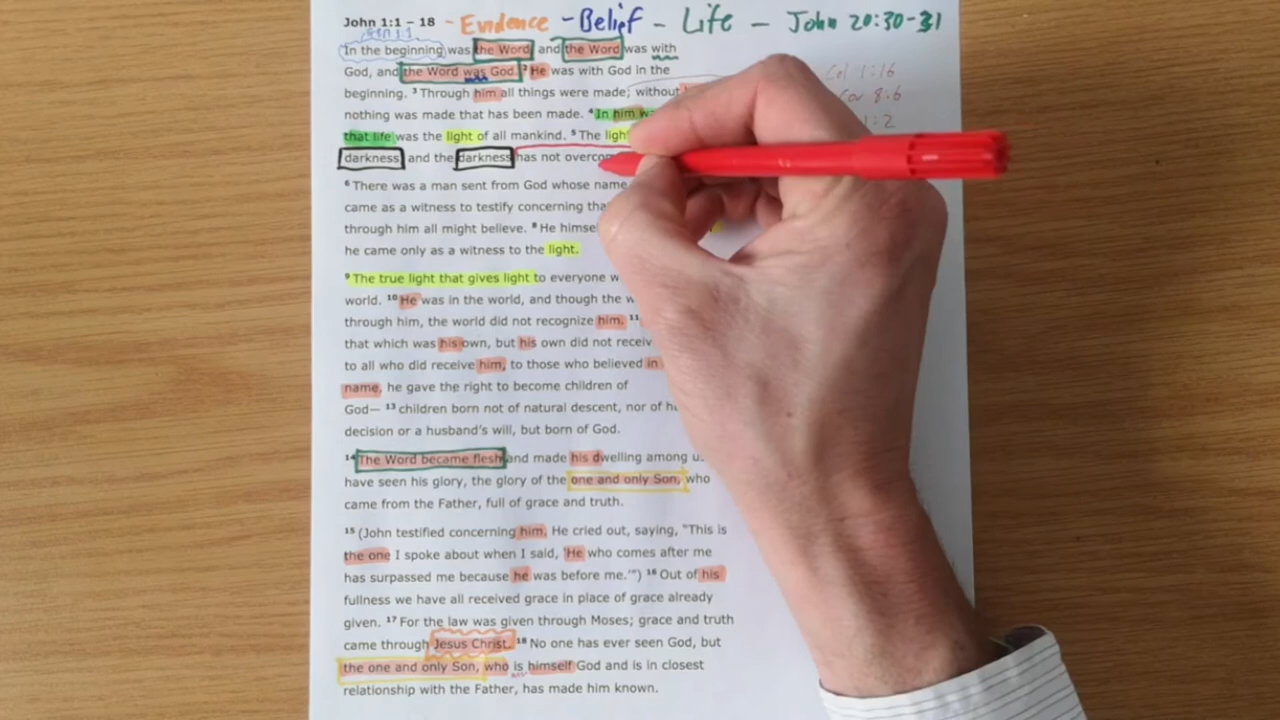 John 1:1 – 18 - Evidence - Belief - Life - John 20:30-31
Gen 1:1
In the beginning was the Word, and the Word was with
God, and the Word was God. ² He was with God in the
Col 1:16
beginning. ³ Through him all things were made; without
Cor 8:6
nothing was made that has been made. ⁴ In him
1:2
that life was the light of all mankind. ⁵ The light
darkness, and the darkness has not
⁶ There was a man sent from God whose name
came as a witness to testify concerning
through him all might believe. ⁸ He
he came only as a witness to the light.
⁹ The true light that gives light to everyone
world. ¹⁰ He was in the world, and though the
through him, the world did not recognize him. ¹¹
that which was his own, but his own did not
to all who did receive him, to those who believed in
name, he gave the right to become children of
God— ¹³ children born not of natural descent, nor of
decision or a husband's will, but born of God.
¹⁴ The Word became flesh and made his dwelling among
have seen his glory, the glory of the one and only Son, who
came from the Father, full of grace and truth.
¹⁵ (John testified concerning him. He cried out, saying, "This is
the one I spoke about when I said, 'He who comes after me
has surpassed me because he was before me.'") ¹⁶ Out of his
fullness we have all received grace in place of grace already
given. ¹⁷ For the law was given through Moses; grace and truth
came through Jesus Christ. ¹⁸ No one has ever seen God, but
the one and only Son, who is himself God and is in closest
relationship with the Father, has made him known.